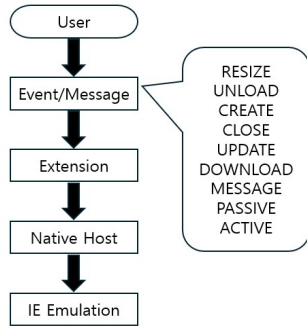 User
Event/Message
Extension
Native Host
IE Emulation
RESIZE
UNLOAD
CREATE
CLOSE
UPDATE
DOWNLOAD
MESSAGE
PASSIVE
ACTIVE